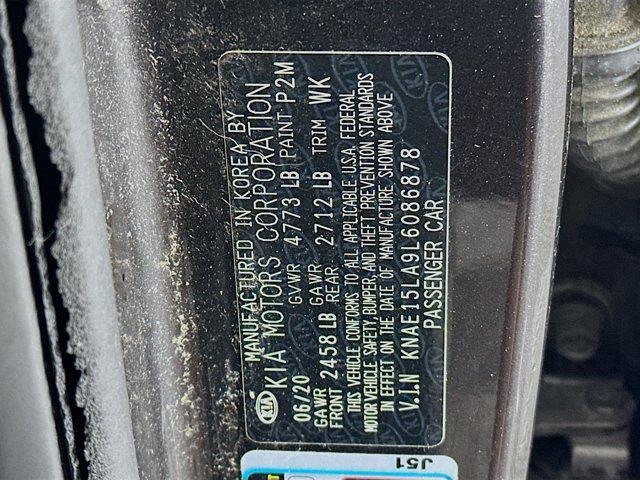 MANUFACTURED IN KOREA BY
KIA KIA MOTORS CORPORATION
06/20 GVWR 4773 LB PAINT P2M
GAWR GAWR
FRONT 2458 LB REAR 2712 LB TRIM WK
THIS VEHICLE CONFORMS TO ALL APPLICABLE U.S.A. FEDERAL
MOTOR VEHICLE SAFETY, BUMPER, AND THEFT PREVENTION STANDARDS
IN EFFECT ON THE DATE OF MANUFACTURE SHOWN ABOVE
V.I.N KNAE15LA9L6086878
PASSENGER CAR
J51